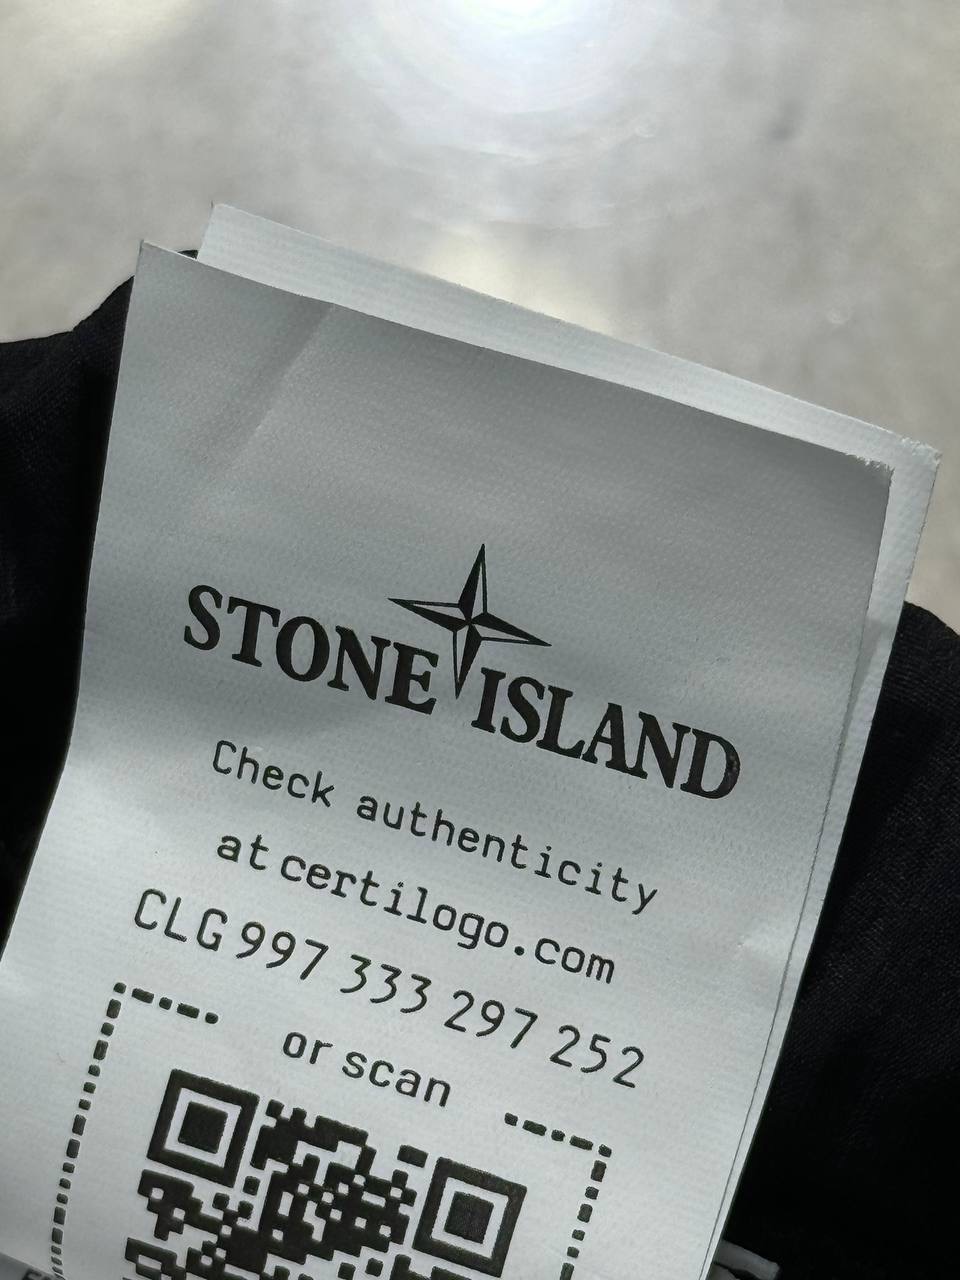 STONE ISLAND
Check authenticity
at certilogo.com
CLG 997 333 297 252
or scan